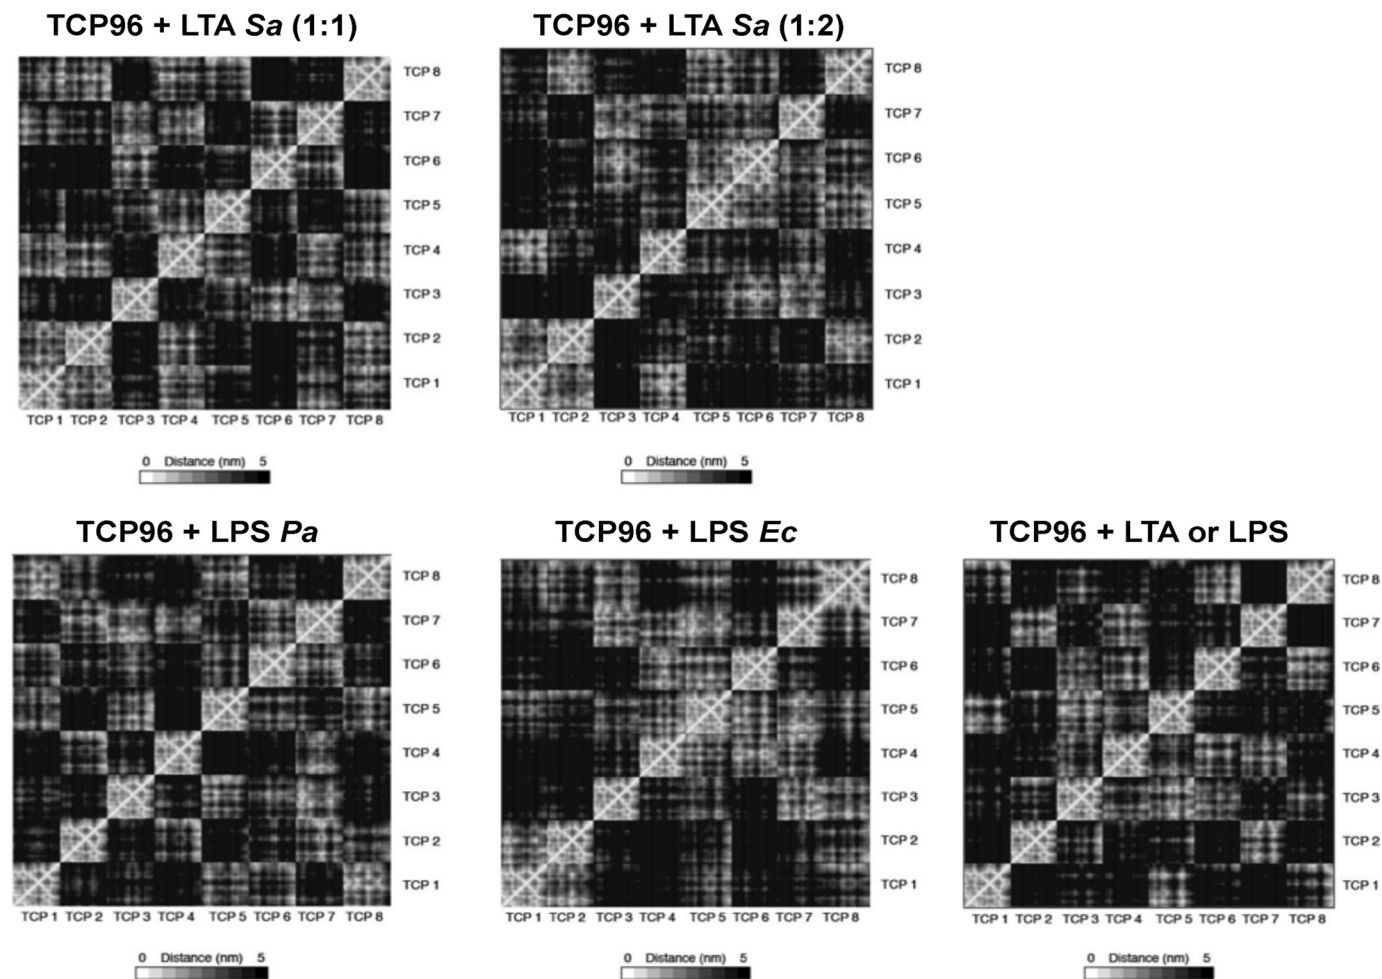 TCP96 + LTA Sa (1:1)
TCP 8
TCP 7
TCP 6
TCP 5
TCP 4
TCP 3
TCP 2
TCP 1
TCP 1 TCP 2 TCP 3 TCP 4 TCP 5 TCP 6 TCP 7 TCP 8
0 Distance (nm) 5
TCP96 + LTA Sa (1:2)
TCP 8
TCP 7
TCP 6
TCP 5
TCP 4
TCP 3
TCP 2
TCP 1
TCP 1 TCP 2 TCP 3 TCP 4 TCP 5 TCP 6 TCP 7 TCP 8
0 Distance (nm) 5
TCP96 + LPS Pa
TCP 8
TCP 7
TCP 6
TCP 5
TCP 4
TCP 3
TCP 2
TCP 1
TCP 1 TCP 2 TCP 3 TCP 4 TCP 5 TCP 6 TCP 7 TCP 8
0 Distance (nm) 5
TCP96 + LPS Ec
TCP 8
TCP 7
TCP 6
TCP 5
TCP 4
TCP 3
TCP 2
TCP 1
TCP 1 TCP 2 TCP 3 TCP 4 TCP 5 TCP 6 TCP 7 TCP 8
0 Distance (nm) 5
TCP96 + LTA or LPS
TCP 8
TCP 7
TCP 6
TCP 5
TCP 4
TCP 3
TCP 2
TCP 1
TCP 1 TCP 2 TCP 3 TCP 4 TCP 5 TCP 6 TCP 7 TCP 8
0 Distance (nm) 5